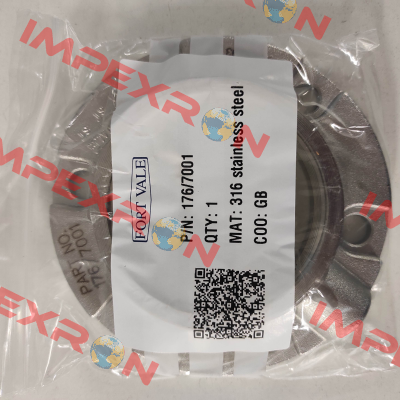 FORT VALE
P/N: 176/7001
QTY: 1
MAT: 316 stainless steel
COO: GB
PART NO.
176/7001
IMPEXRON
IMPEXRON
IMPEXRON
IMPEXRON